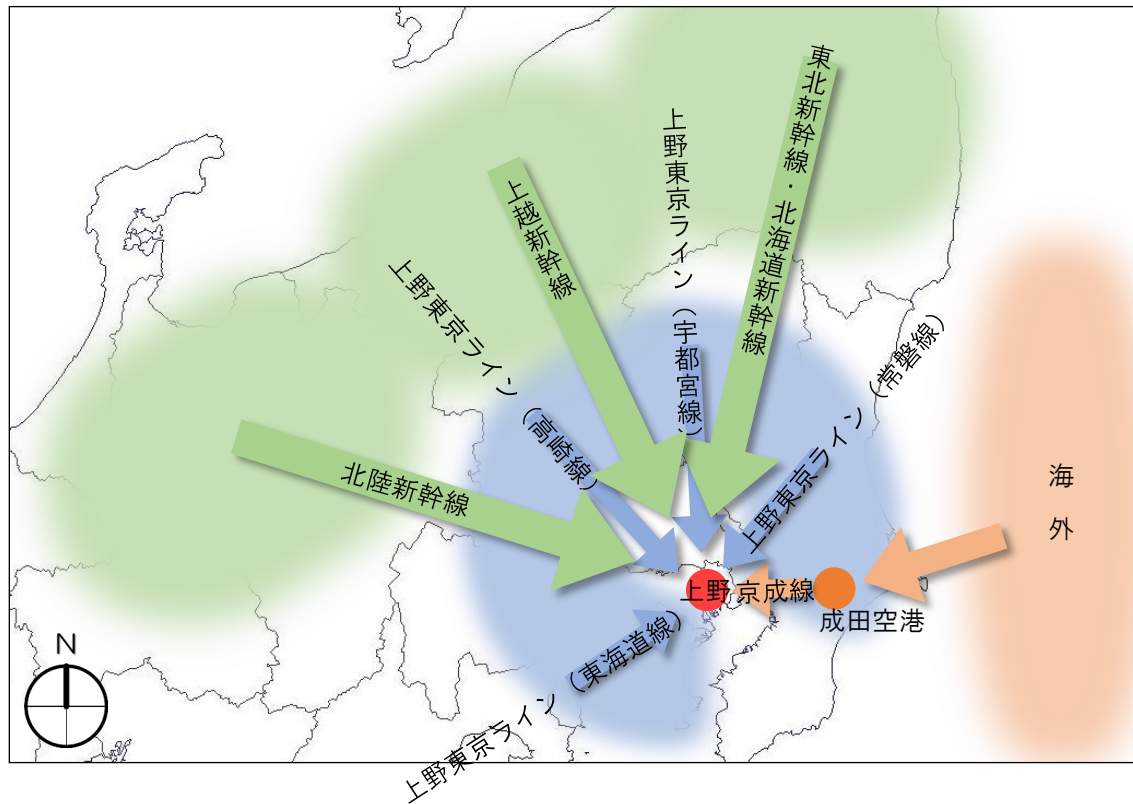 東北新幹線・北海道新幹線
上野東京ライン（宇都宮線）
上越新幹線
上野東京ライン（高崎線）
上野東京ライン（常磐線）
北陸新幹線
海外
上野
京成線
成田空港
上野東京ライン（東海道線）
N